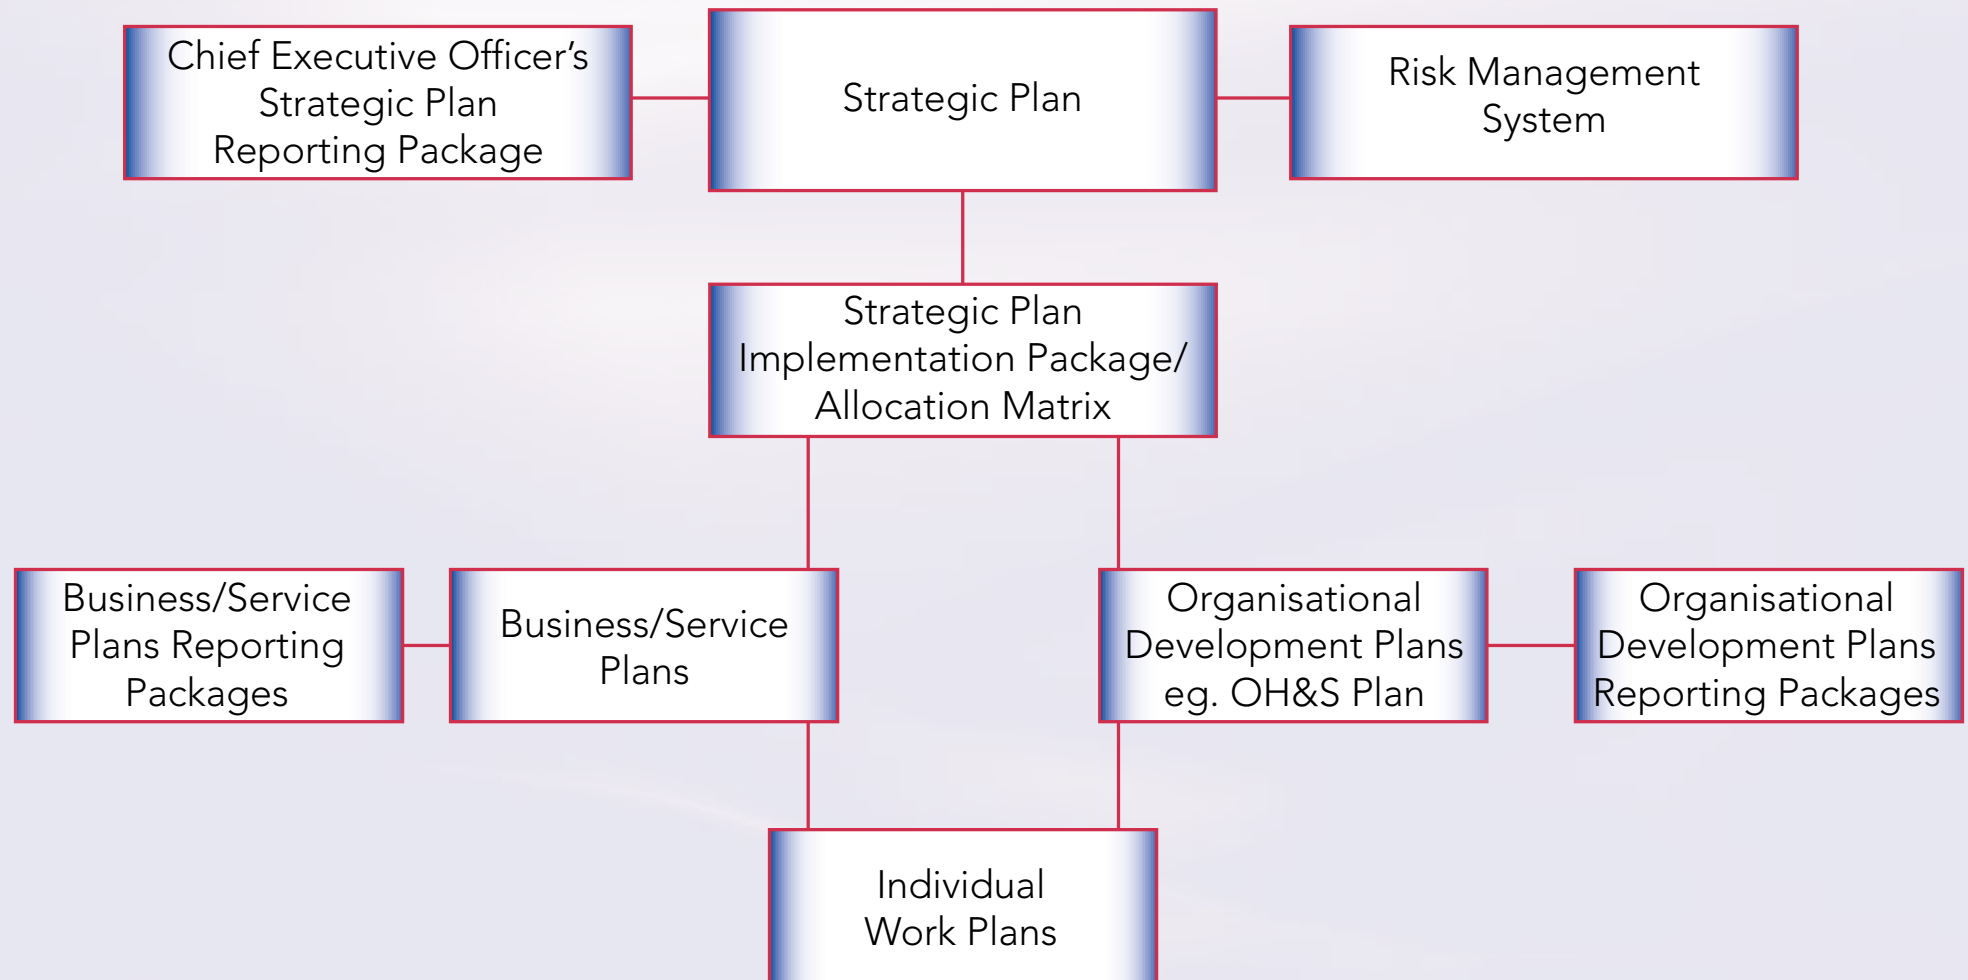 Chief Executive Officer’s
Strategic Plan
Reporting Package
Strategic Plan
Risk Management
System
Strategic Plan
Implementation Package/
Allocation Matrix
Business/Service
Plans Reporting
Packages
Business/Service
Plans
Organisational
Development Plans
eg. OH&S Plan
Organisational
Development Plans
Reporting Packages
Individual
Work Plans